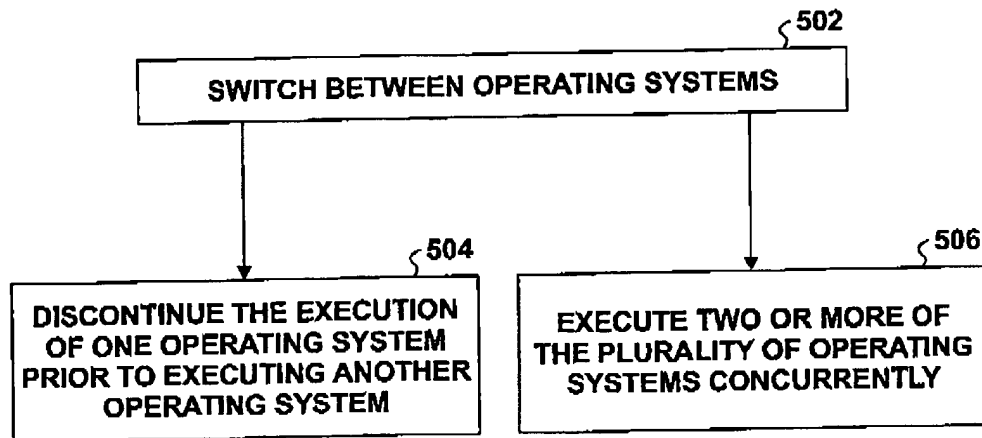 502
SWITCH BETWEEN OPERATING SYSTEMS
504
DISCONTINUE THE EXECUTION
OF ONE OPERATING SYSTEM
PRIOR TO EXECUTING ANOTHER
OPERATING SYSTEM
506
EXECUTE TWO OR MORE OF
THE PLURALITY OF OPERATING
SYSTEMS CONCURRENTLY